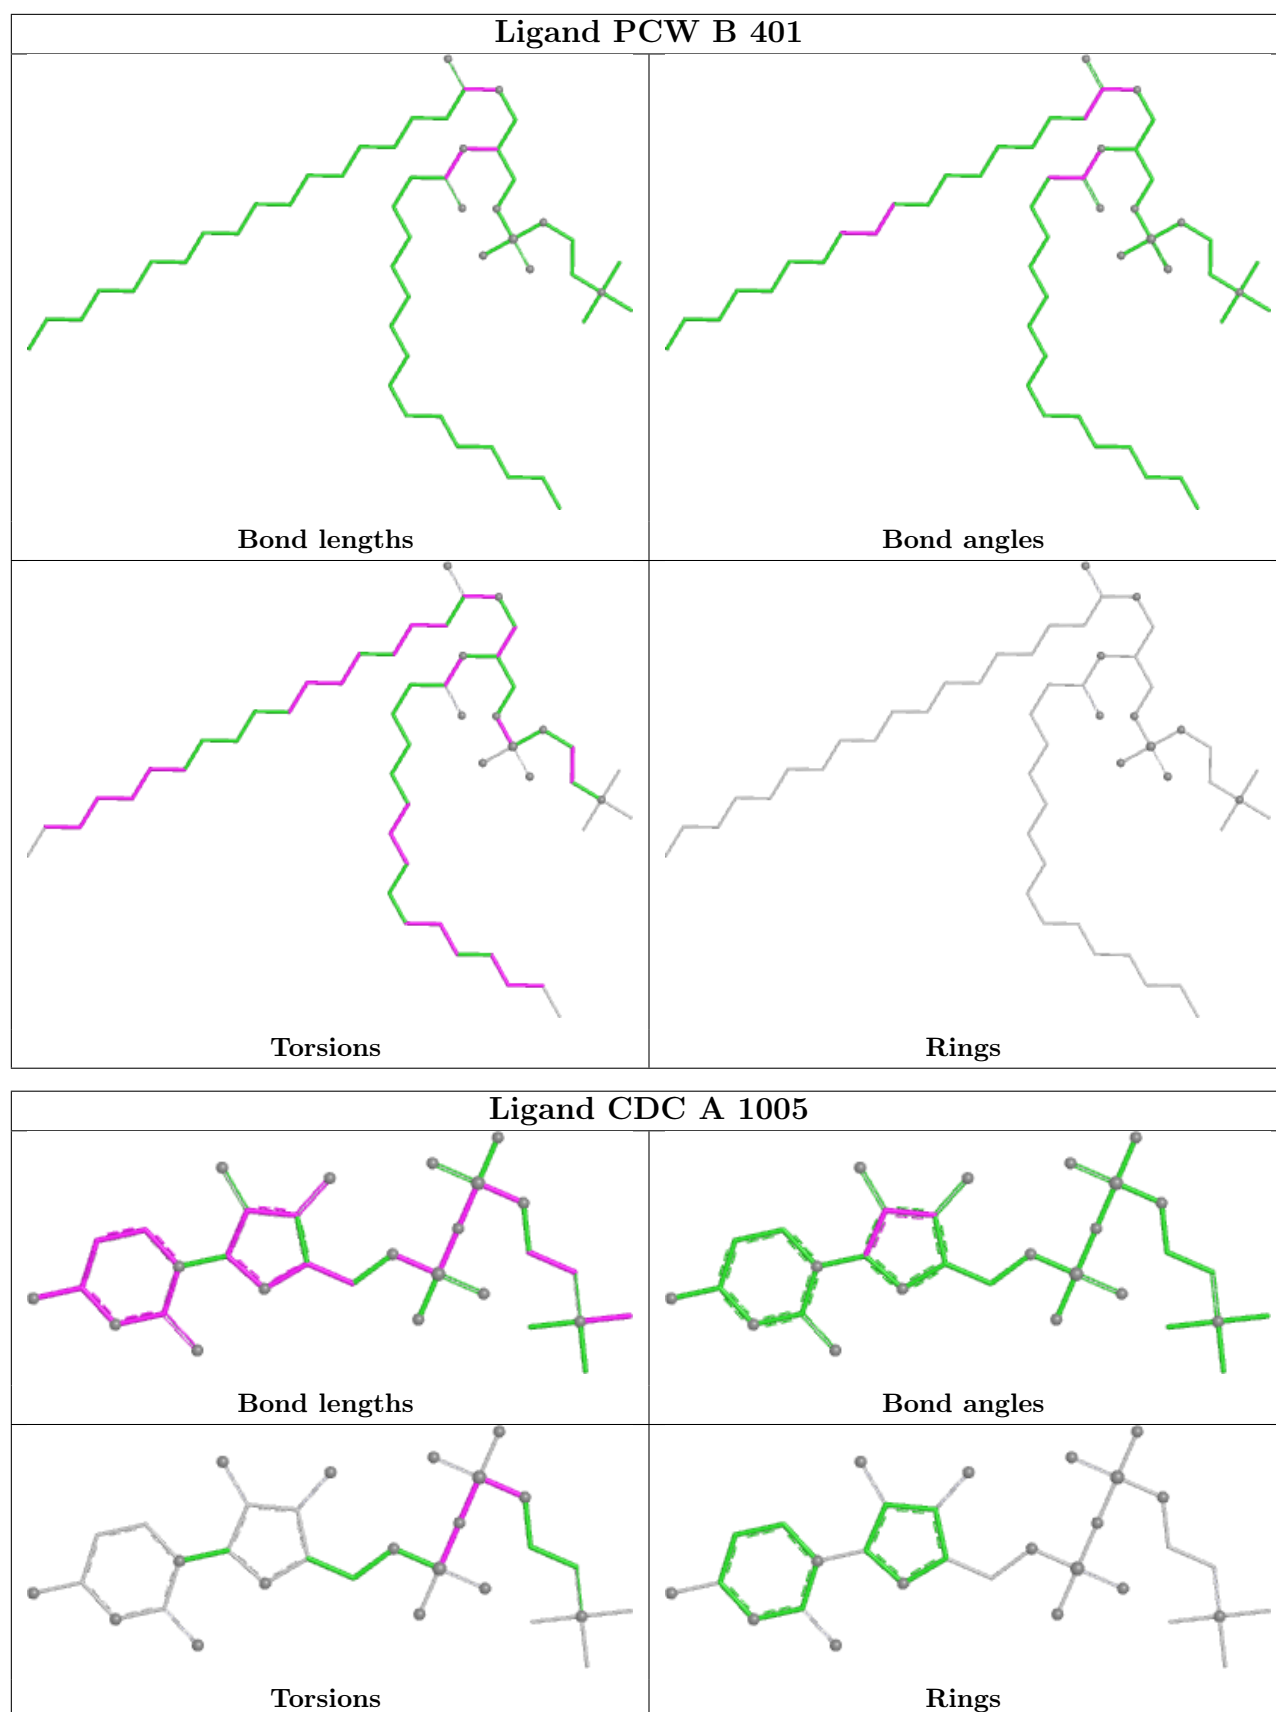 Ligand PCW B 401
Bond lengths
Bond angles
Torsions
Rings
Ligand CDC A 1005
Bond lengths
Bond angles
Torsions
Rings